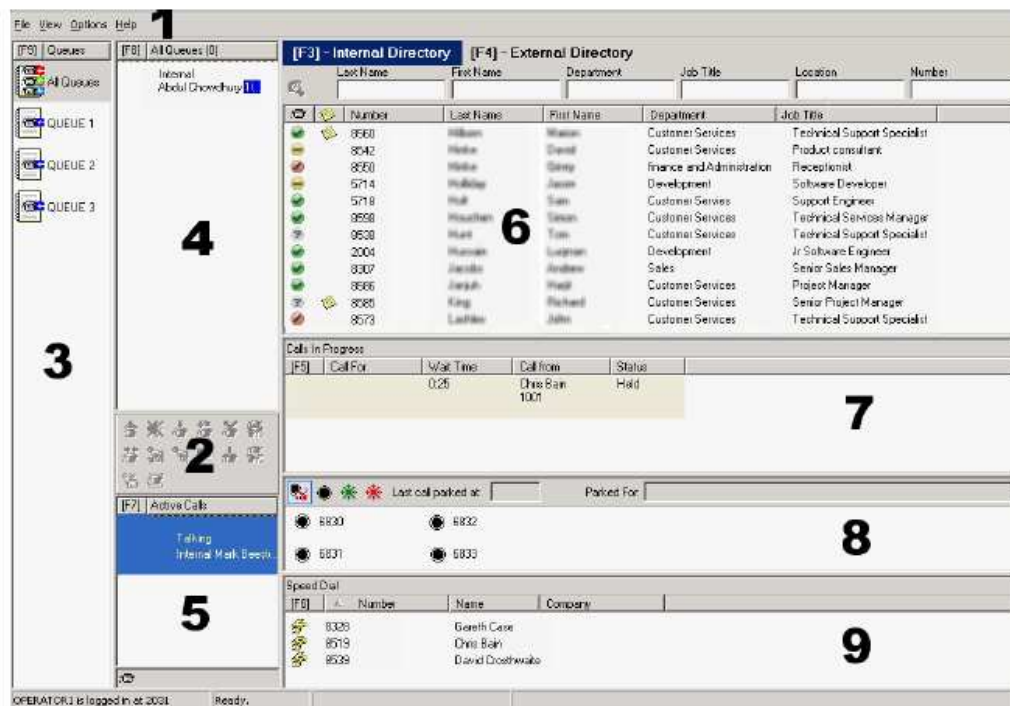 File View Options Help 1
[F9] Queues
All Queues
QUEUE 1
QUEUE 2
QUEUE 3
3
All Queues (0)
Internal
Abdul Chowdhury
4
2
[F7] Active Calls
Talking
Internal Mark
5
[F3] - Internal Directory [F4] - External Directory
Last Name First Name Department Job Title Location Number
Number Last Name First Name Department Job Title
8560 Customer Services Technical Support Specialist
8542 Customer Services Product consultant
8550 finance and Administration Receptionist
5714 Development Software Developer
5718 Customer Servies Support Engineer
8598 Customer Services Technical Services Manager
8538 Customer Services Technical Support Specialist
2004 Development Jr Software Engineer
8307 Sales Senior Sales Manager
8566 Customer Services Project Manager
8585 King Richard Customer Services Senior Project Manager
8573 John Customer Services Technical Support Specialist
6
Calls In Progress
[F5] Call For Wait Time Call from Status
0:25 Chris Bain Held
1001
7
Last call parked at: Parked For
6830 6832
6831 6833
8
Speed Dial
Number Name Company
8328 Gareth Case
8519 Chris Bain
8539 David Crosthwaite
9
OPERATOR1 is logged in at 2031 Ready.